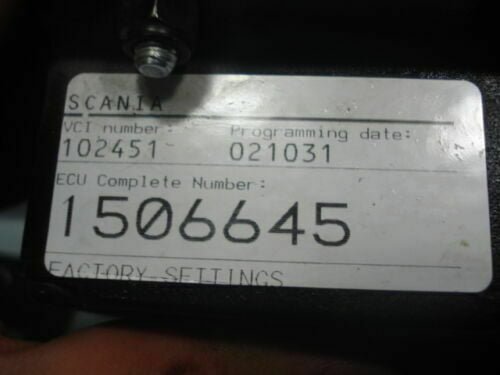 SCANIA
VCI number: Programming date:
102451 021031
ECU Complete Number:
1506645
FACTORY SETTINGS